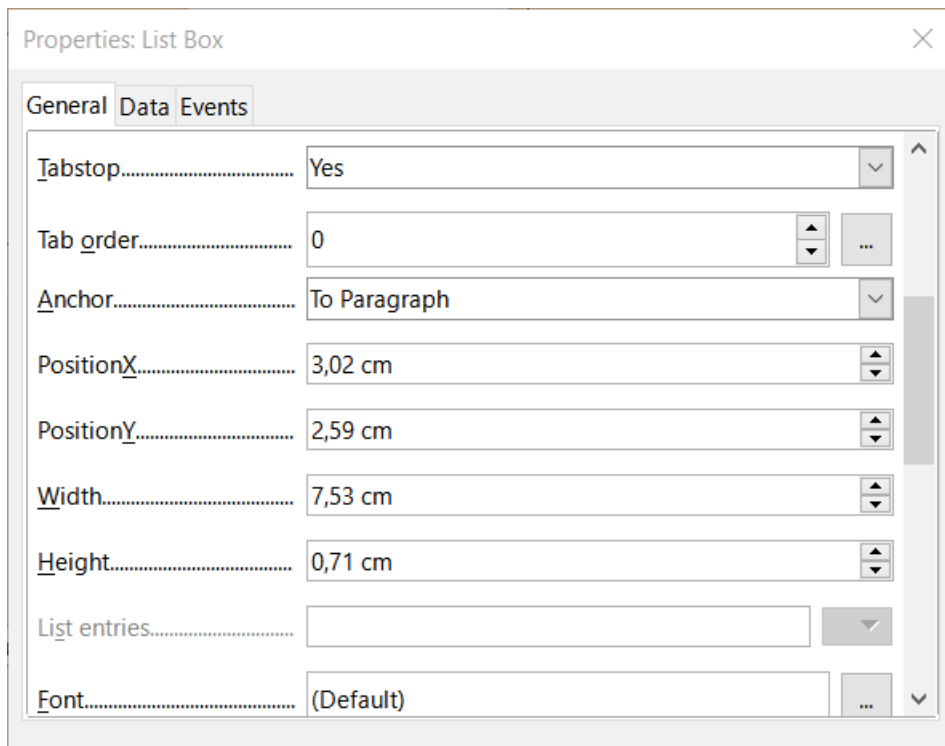 Properties: List Box
General Data Events
Tabstop Yes
Tab order 0 ...
Anchor To Paragraph
PositionX 3,02 cm
PositionY 2,59 cm
Width 7,53 cm
Height 0,71 cm
List entries
Font (Default) ...